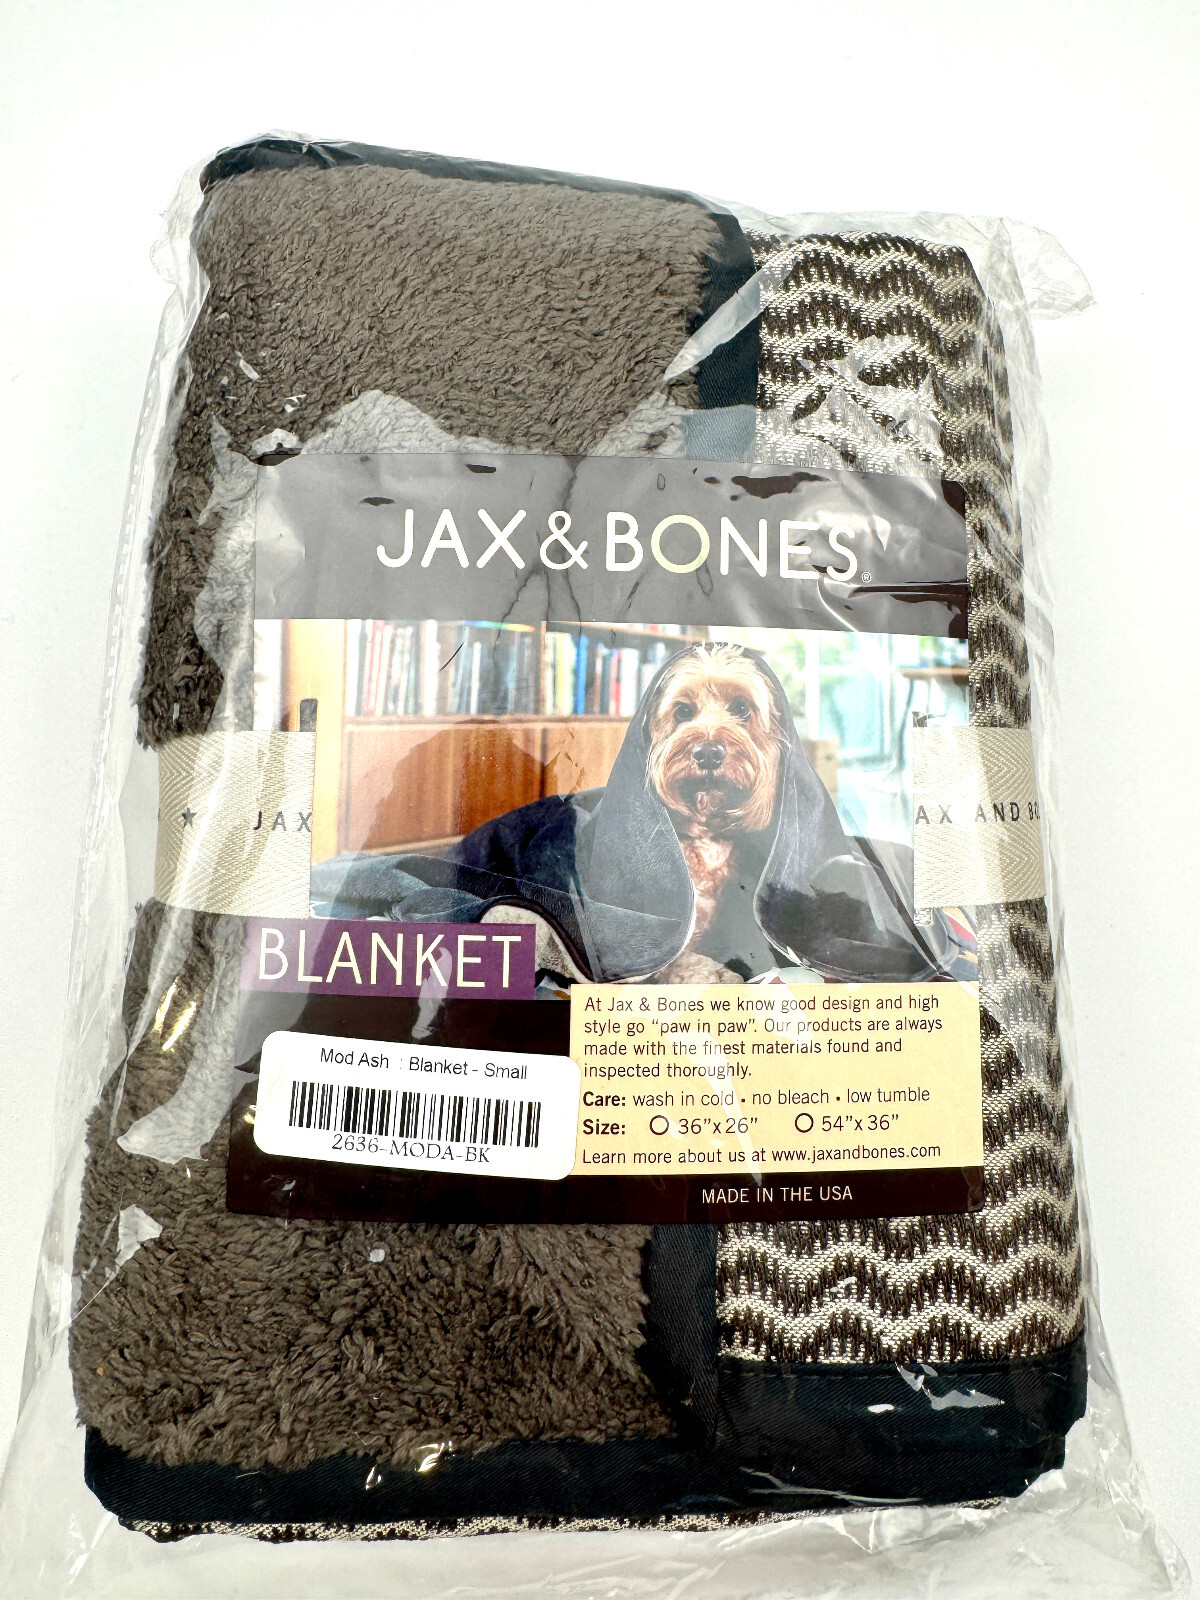 JAX & BONES®
★ JAX
AX AND BO
BLANKET
At Jax & Bones we know good design and high
style go "paw in paw". Our products are always
made with the finest materials found and
inspected thoroughly.
Care: wash in cold • no bleach • low tumble
Size: O 36"x 26" O 54"x 36"
Learn more about us at www.jaxandbones.com
Mod Ash : Blanket - Small
2636-MODA-BK
MADE IN THE USA